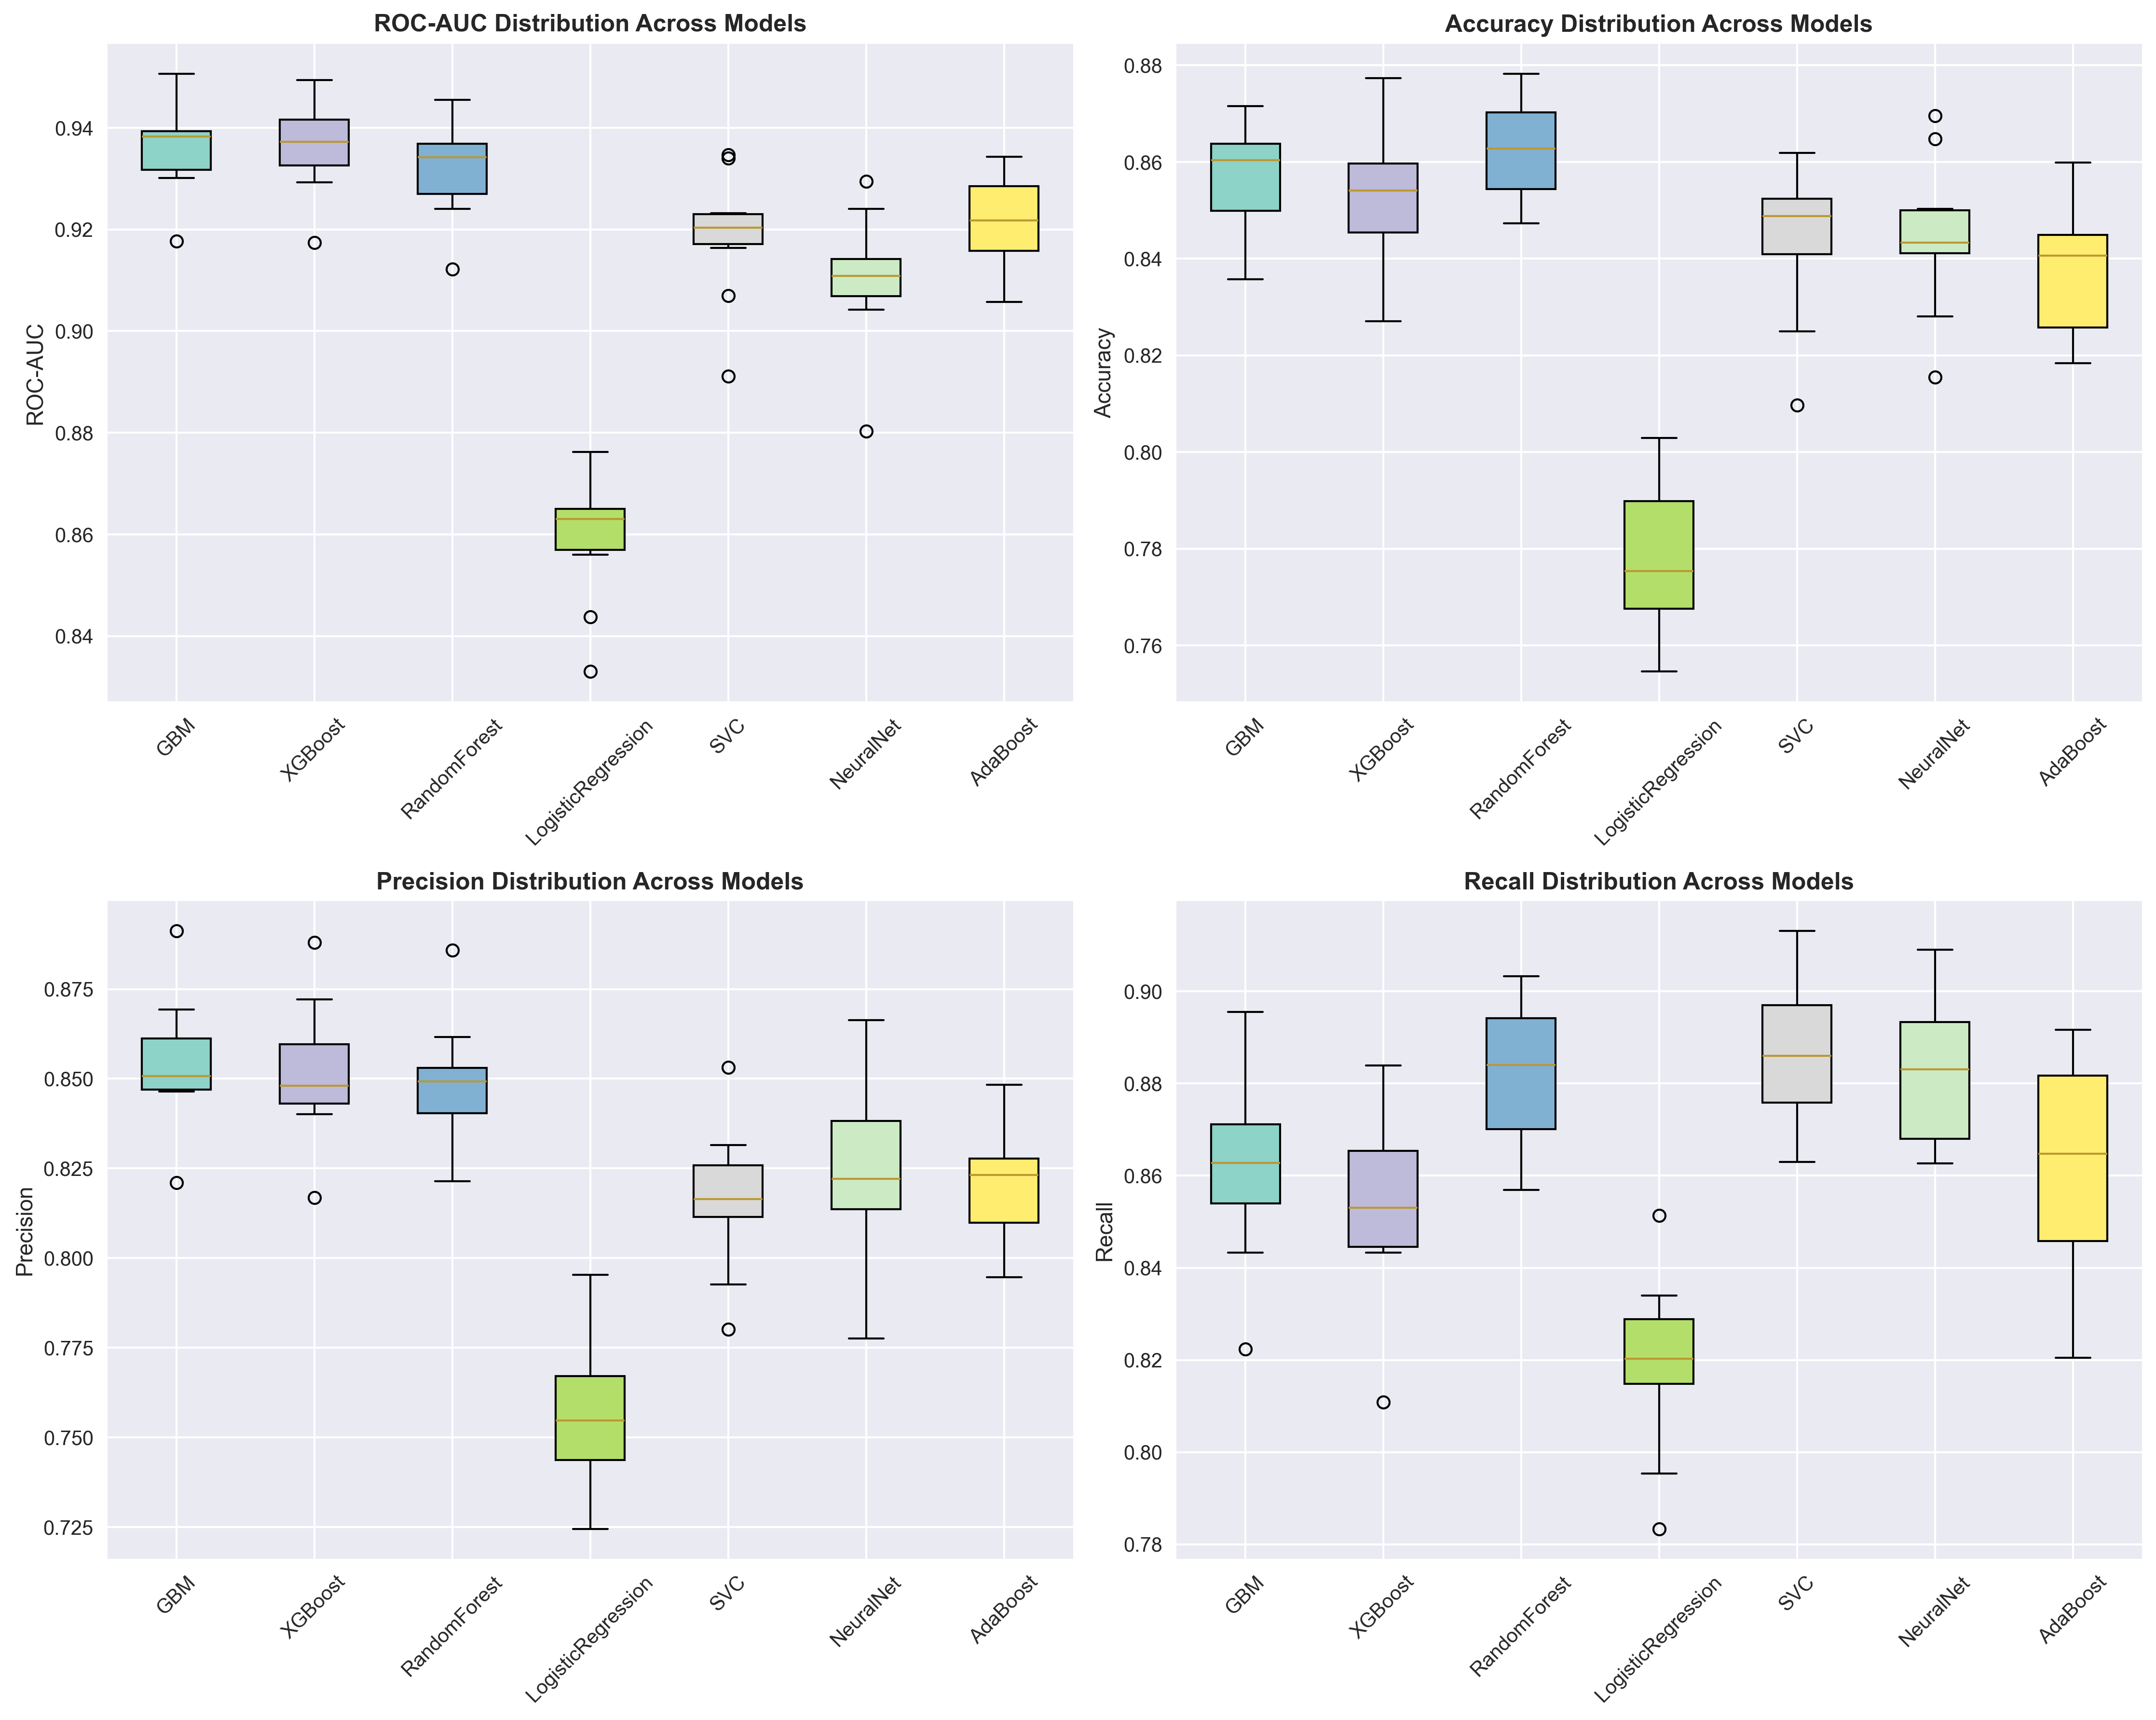 ROC-AUC Distribution Across Models
ROC-AUC
0.94
0.92
0.90
0.88
0.86
0.84
GBM
XGBoost
RandomForest
LogisticRegression
SVC
NeuralNet
AdaBoost
Accuracy Distribution Across Models
Accuracy
0.88
0.86
0.84
0.82
0.80
0.78
0.76
GBM
XGBoost
RandomForest
LogisticRegression
SVC
NeuralNet
AdaBoost
Precision Distribution Across Models
Precision
0.875
0.850
0.825
0.800
0.775
0.750
0.725
GBM
XGBoost
RandomForest
LogisticRegression
SVC
NeuralNet
AdaBoost
Recall Distribution Across Models
Recall
0.90
0.88
0.86
0.84
0.82
0.80
0.78
GBM
XGBoost
RandomForest
LogisticRegression
SVC
NeuralNet
AdaBoost